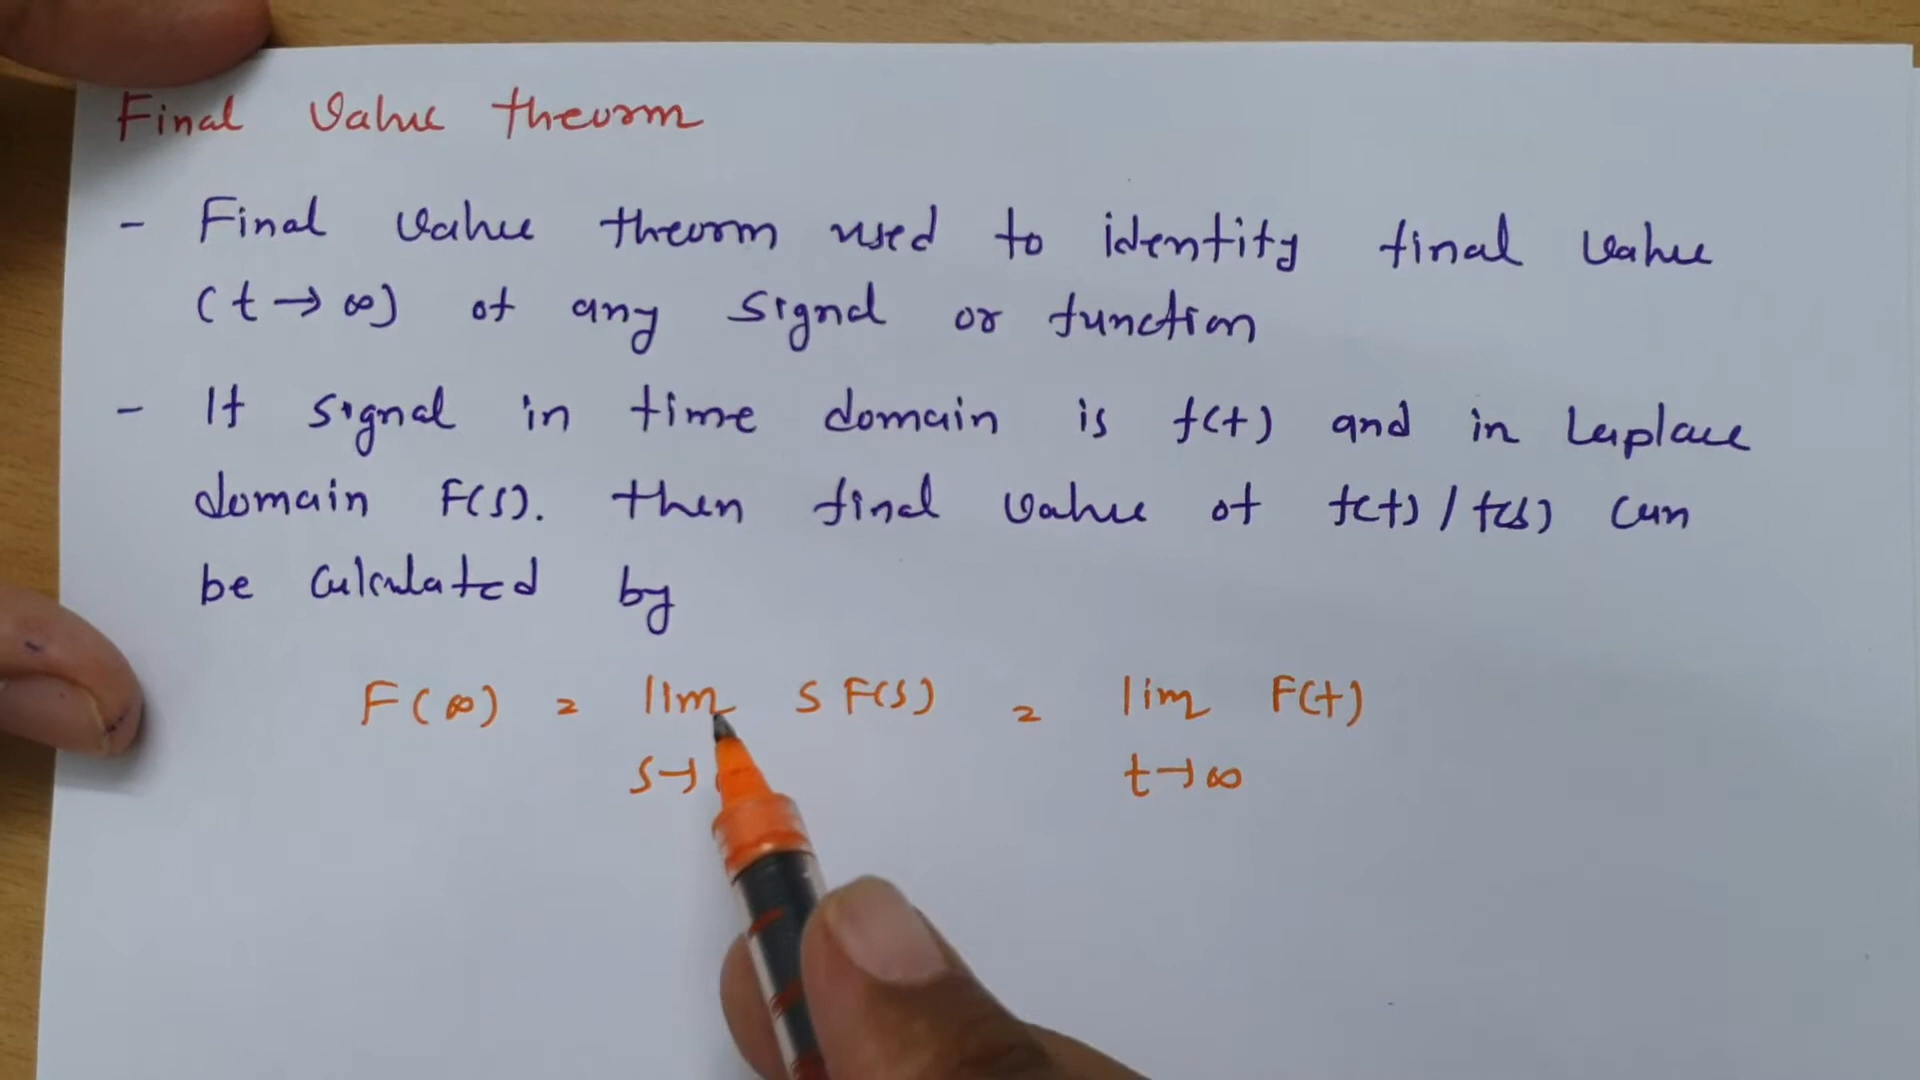 Final Value theorm
- Final value theorm used to identity final value
(t→∞) of any signal or function
- If signal in time domain is f(t) and in Laplace
domain F(s). then final value of f(t)/f(s) can
be calculated by
F(∞) = lim S F(s) = lim F(t)
s→ t→∞